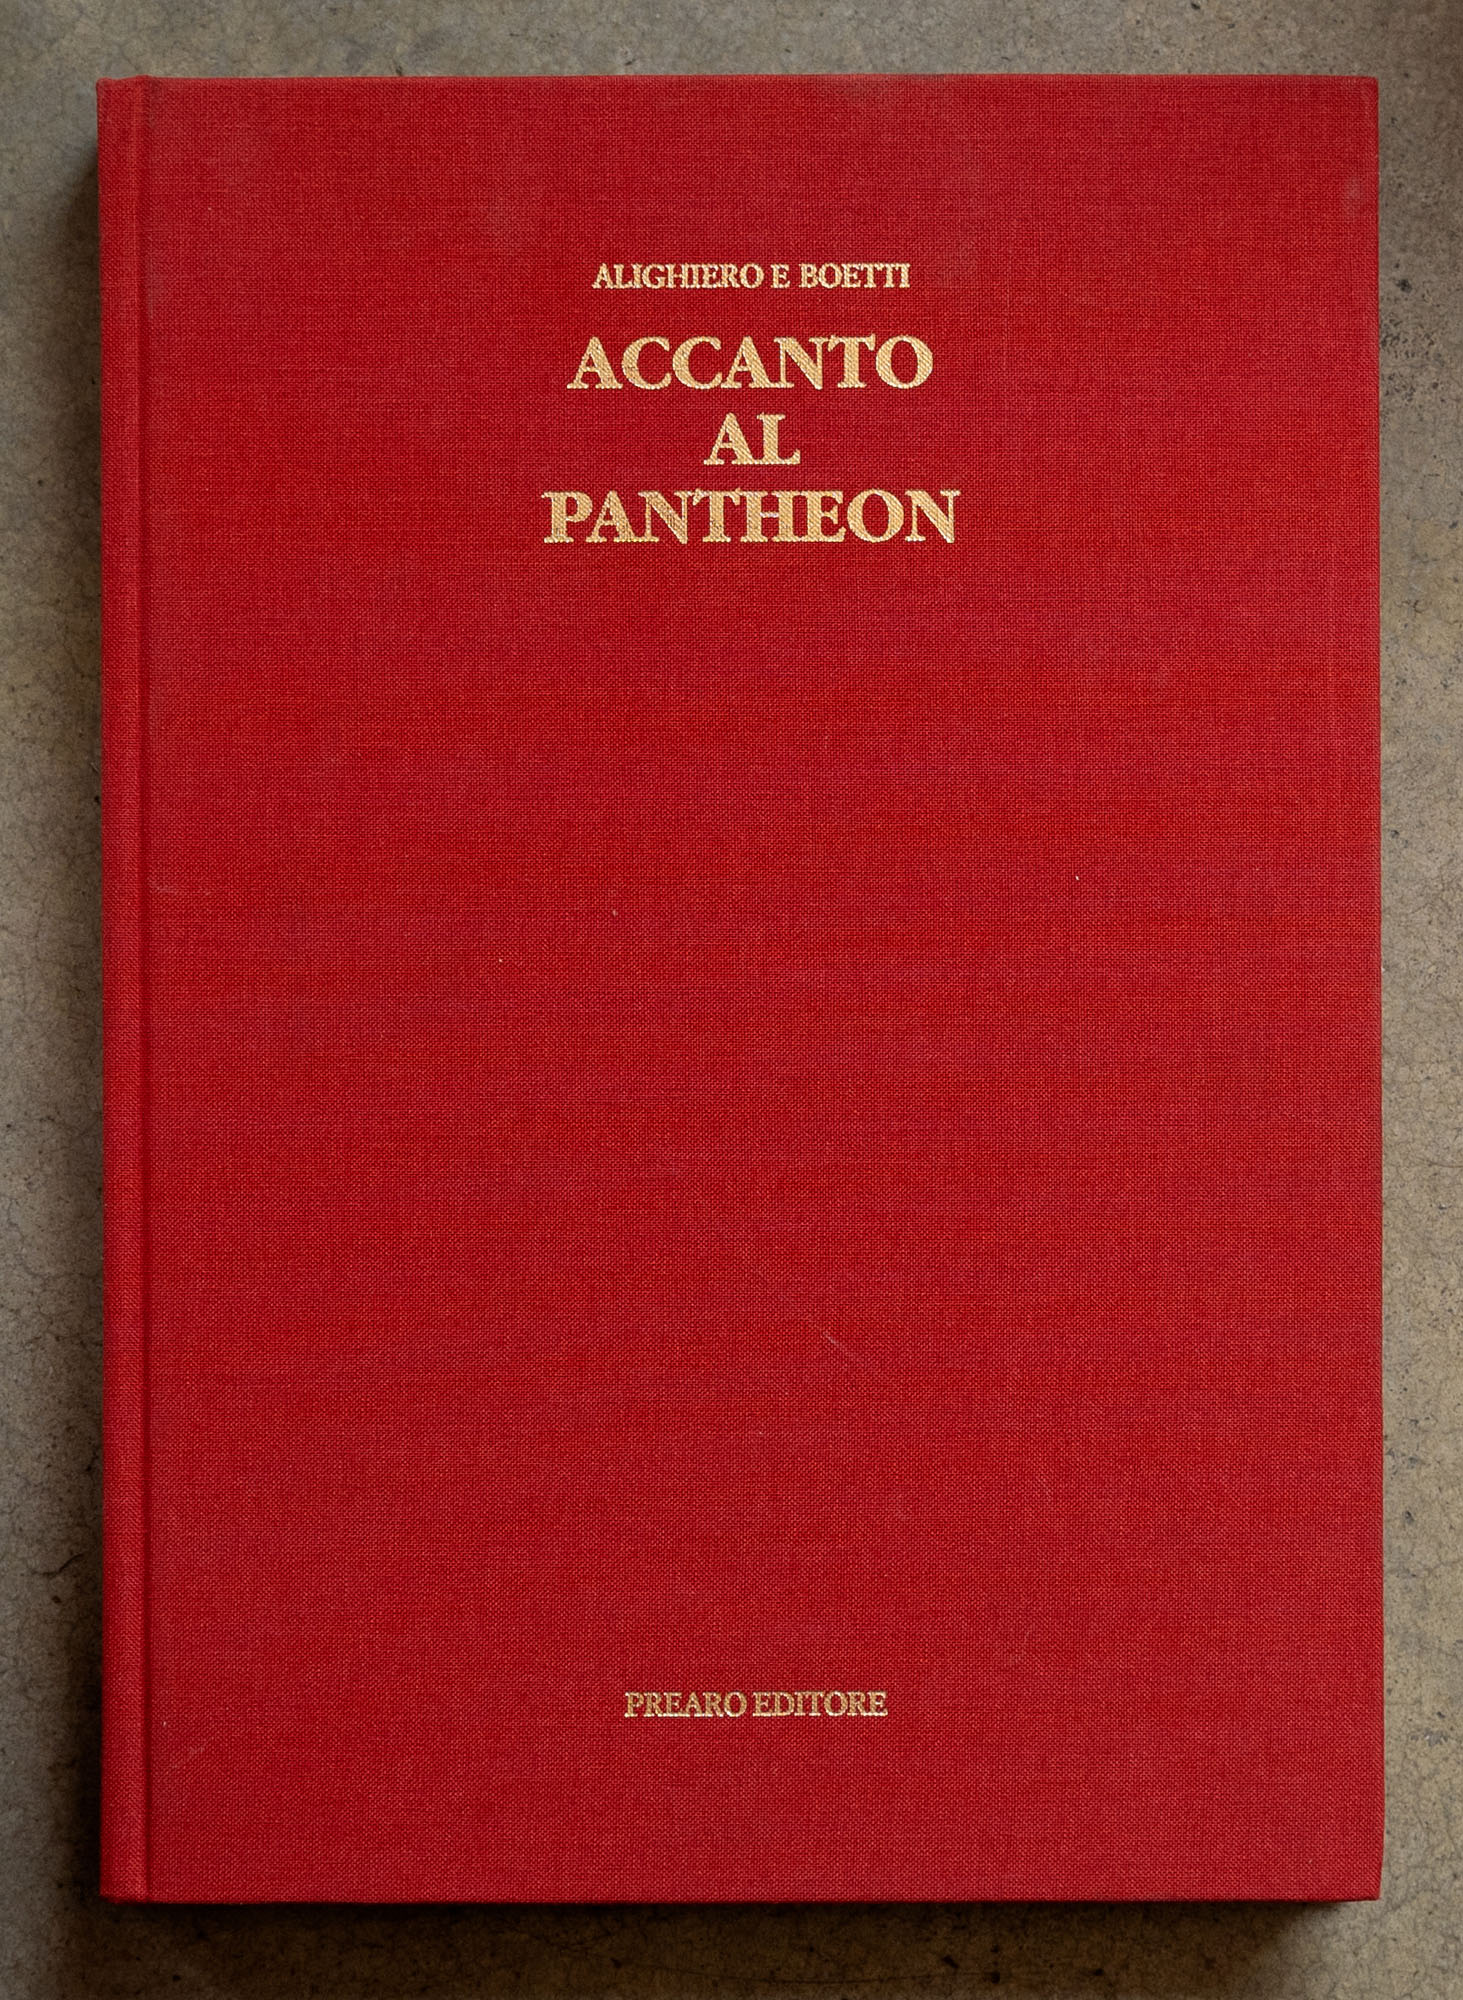 ALIGHIERO E BOETTI
ACCANTO
AL
PANTHEON
PREARO EDITORE